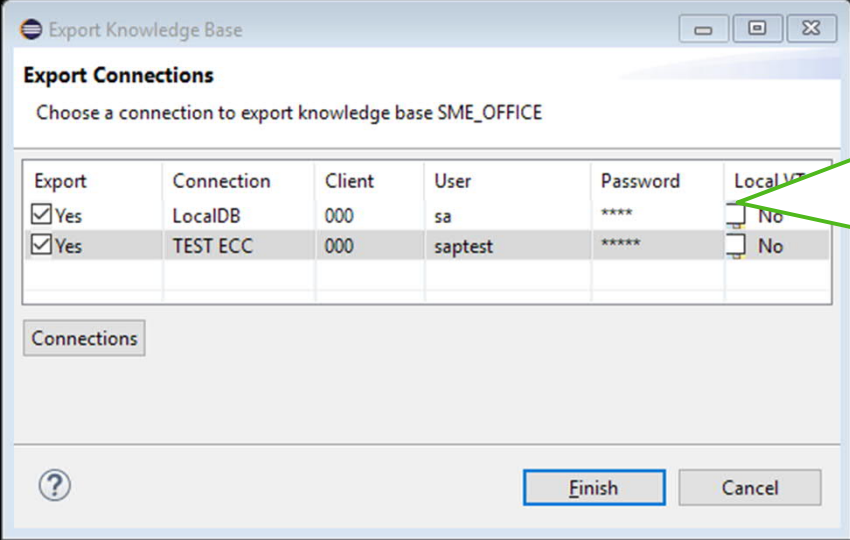 Export Knowledge Base
Export Connections
Choose a connection to export knowledge base SME_OFFICE
Export Connection Client User Password Local
Yes LocalDB 000 sa **** No
Yes TEST ECC 000 saptest ***** No
Connections
Finish Cancel